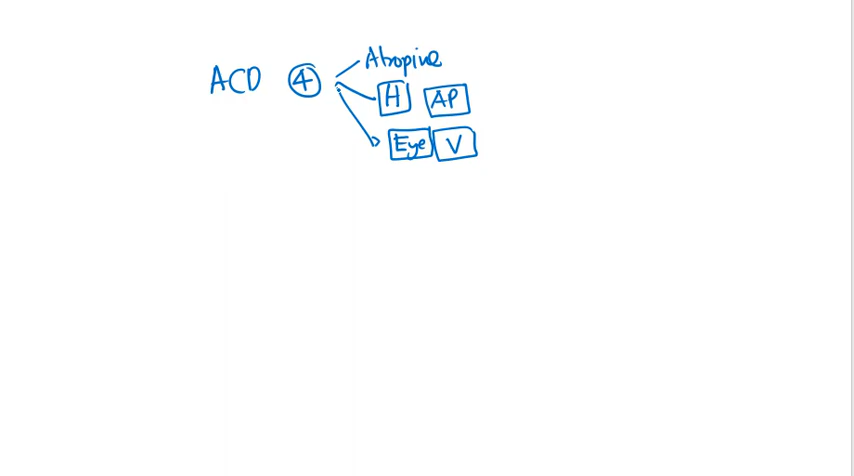 Atropine
ACD ④
H AP
Eye V